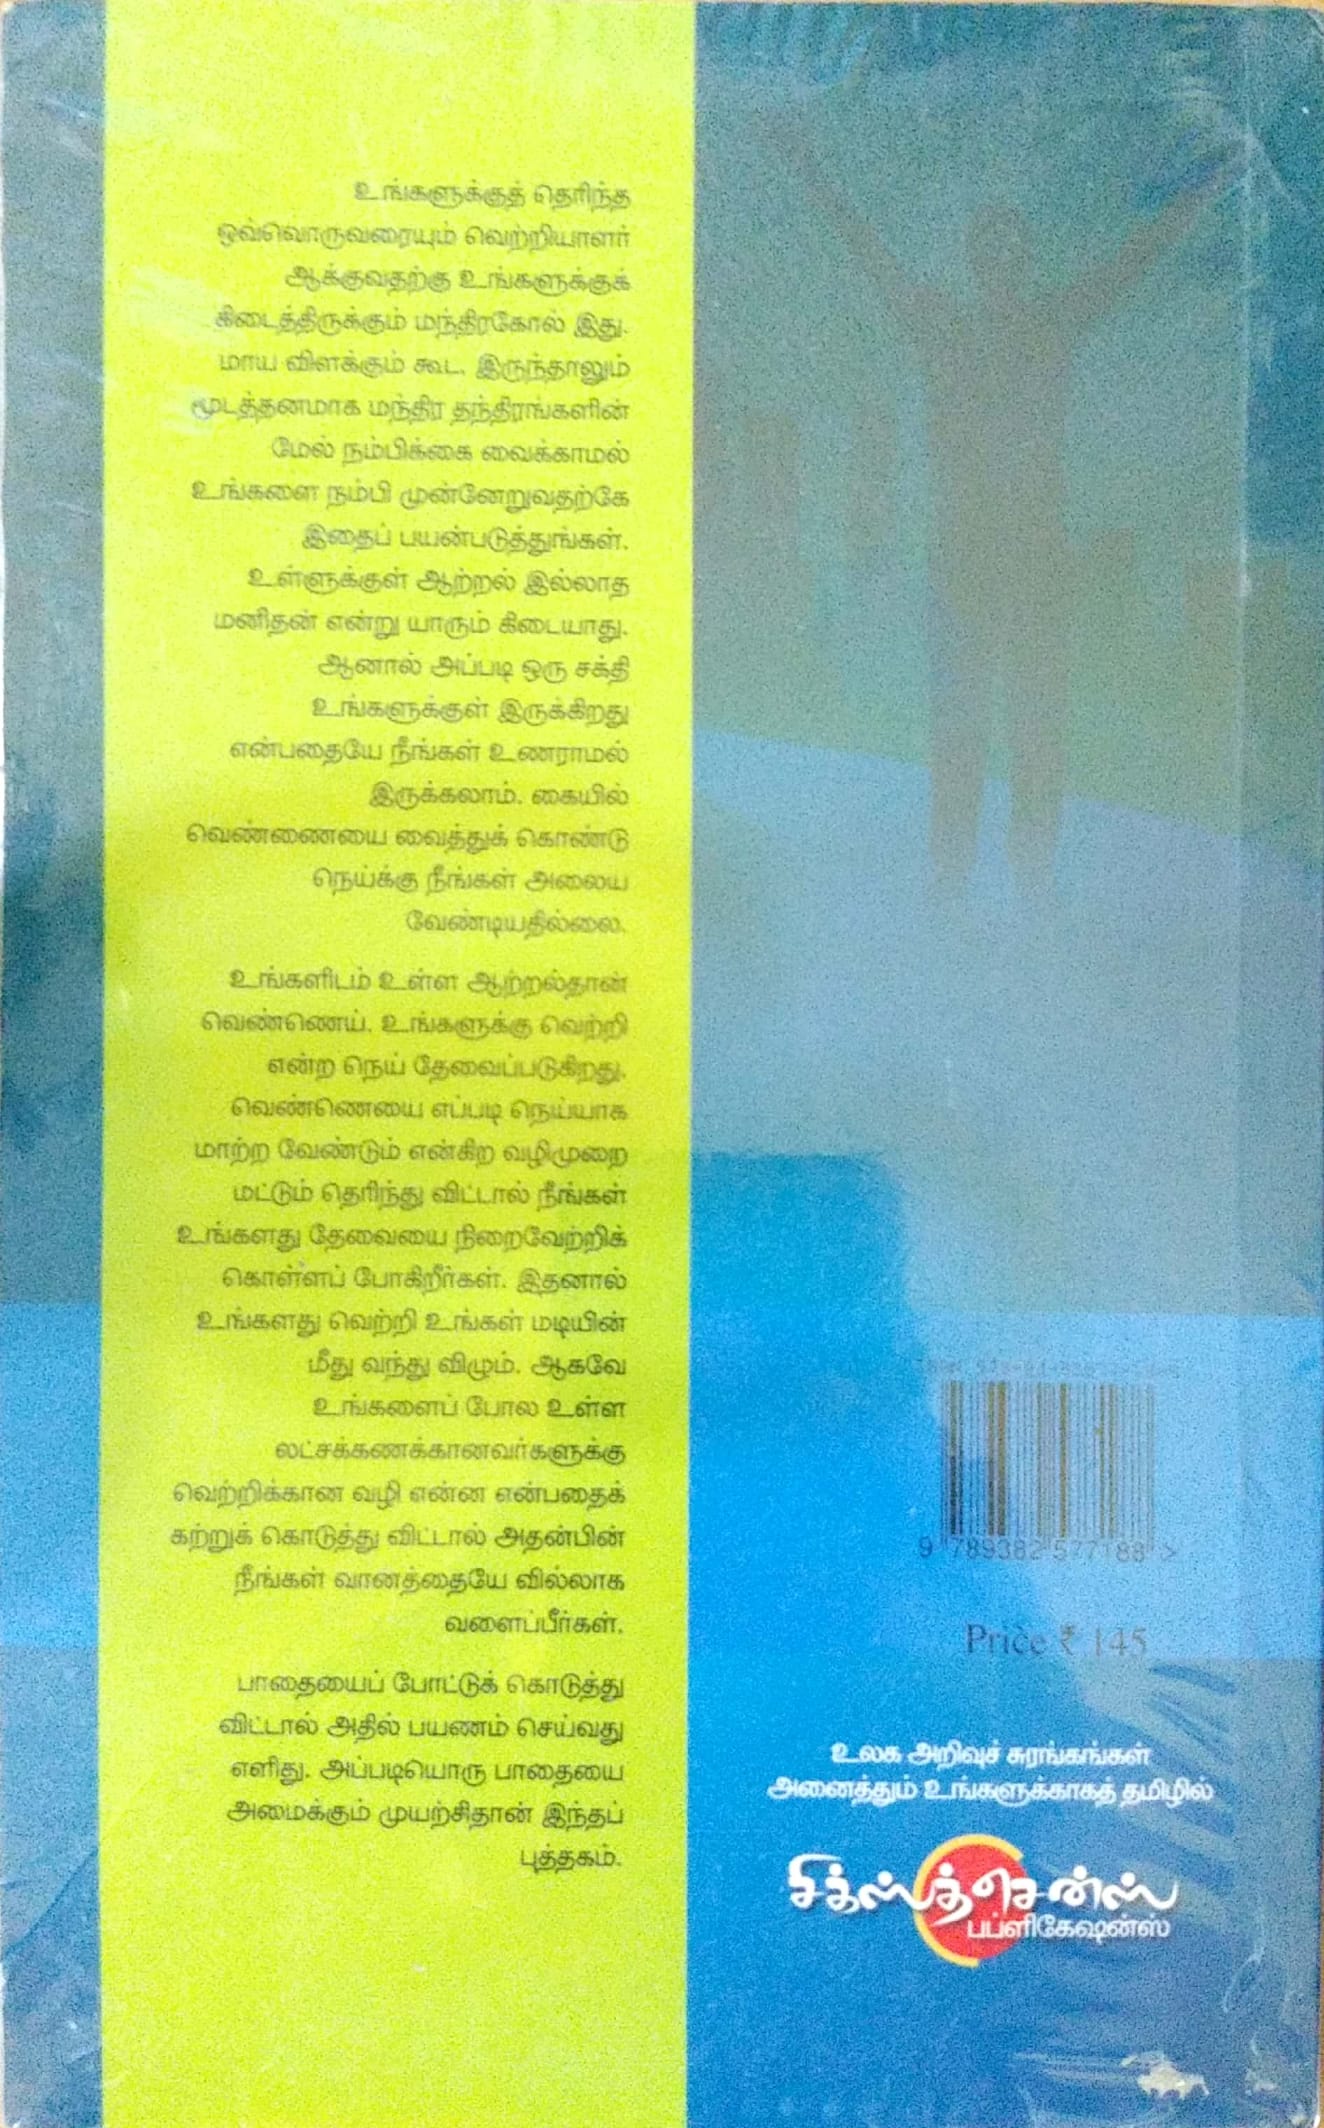 உங்களுக்குத் தெரிந்த
ஒவ்வொருவரையும் வெற்றியாளர்
ஆக்குவதற்கு உங்களுக்குக்
கிடைத்திருக்கும் மந்திரகோல் இது.
மாய விளக்கும் கூட. இருந்தாலும்
மூடத்தனமாக மந்திர தந்திரங்களின்
மேல் நம்பிக்கை வைக்காமல்
உங்களை நம்பி முன்னேறுவதற்கே
இதைப் பயன்படுத்துங்கள்.
உள்ளுக்குள் ஆற்றல் இல்லாத
மனிதன் என்று யாரும் கிடையாது.
ஆனால் அப்படி ஒரு சக்தி
உங்களுக்குள் இருக்கிறது
என்பதையே நீங்கள் உணராமல்
இருக்கலாம். கையில்
வெண்ணையை வைத்துக் கொண்டு
நெய்க்கு நீங்கள் அலைய
வேண்டியதில்லை.
உங்களிடம் உள்ள ஆற்றல்தான்
வெண்ணெய். உங்களுக்கு வெற்றி
என்ற நெய் தேவைப்படுகிறது.
வெண்ணெயை எப்படி நெய்யாக
மாற்ற வேண்டும் என்கிற வழிமுறை
மட்டும் தெரிந்து விட்டால் நீங்கள்
உங்களது தேவையை நிறைவேற்றிக்
கொள்ளப் போகிறீர்கள். இதனால்
உங்களது வெற்றி உங்கள் மடியின்
மீது வந்து விழும். ஆகவே
உங்களைப் போல உள்ள
லட்சக்கணக்கானவர்களுக்கு
வெற்றிக்கான வழி என்ன என்பதைக்
கற்றுக் கொடுத்து விட்டால் அதன்பின்
நீங்கள் வானத்தையே வில்லாக
வளைப்பீர்கள்.
பாதையைப் போட்டுக் கொடுத்து
விட்டால் அதில் பயணம் செய்வது
எளிது. அப்படியொரு பாதையை
அமைக்கும் முயற்சிதான் இந்தப்
புத்தகம்.
9 789382 577188 >
Price ₹ 145
உலக அறிவுச் சுரங்கங்கள்
அனைத்தும் உங்களுக்காகத் தமிழில்
சிக்ஸ்த்சென்ஸ்
பப்ளிகேஷன்ஸ்